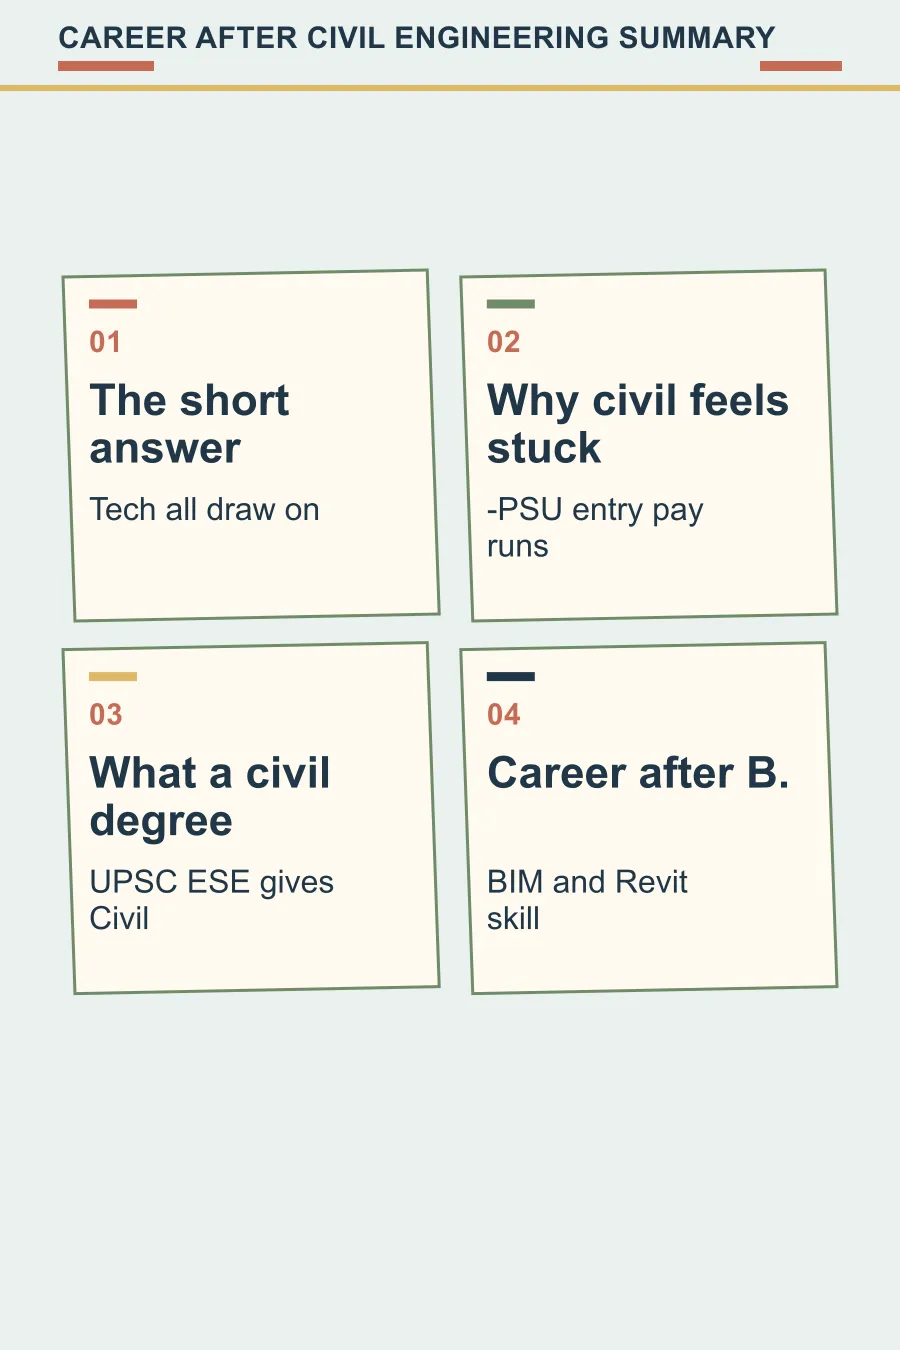 CAREER AFTER CIVIL ENGINEERING SUMMARY
01
The short
answer
Tech all draw on
02
Why civil feels
stuck
-PSU entry pay
runs
03
What a civil
degree
UPSC ESE gives
Civil
04
Career after B.
BIM and Revit
skill